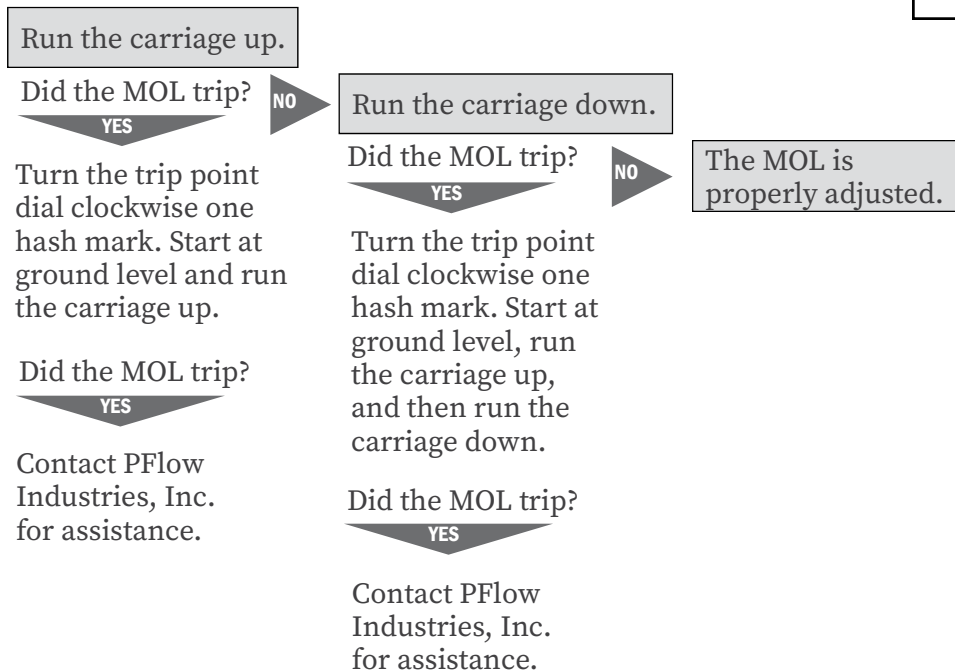 Run the carriage up.
Did the MOL trip?
NO
YES
Turn the trip point
dial clockwise one
hash mark. Start at
ground level and run
the carriage up.
Did the MOL trip?
YES
Contact PFlow
Industries, Inc.
for assistance.
Run the carriage down.
Did the MOL trip?
NO
YES
Turn the trip point
dial clockwise one
hash mark. Start at
ground level, run
the carriage up,
and then run the
carriage down.
Did the MOL trip?
YES
Contact PFlow
Industries, Inc.
for assistance.
The MOL is
properly adjusted.